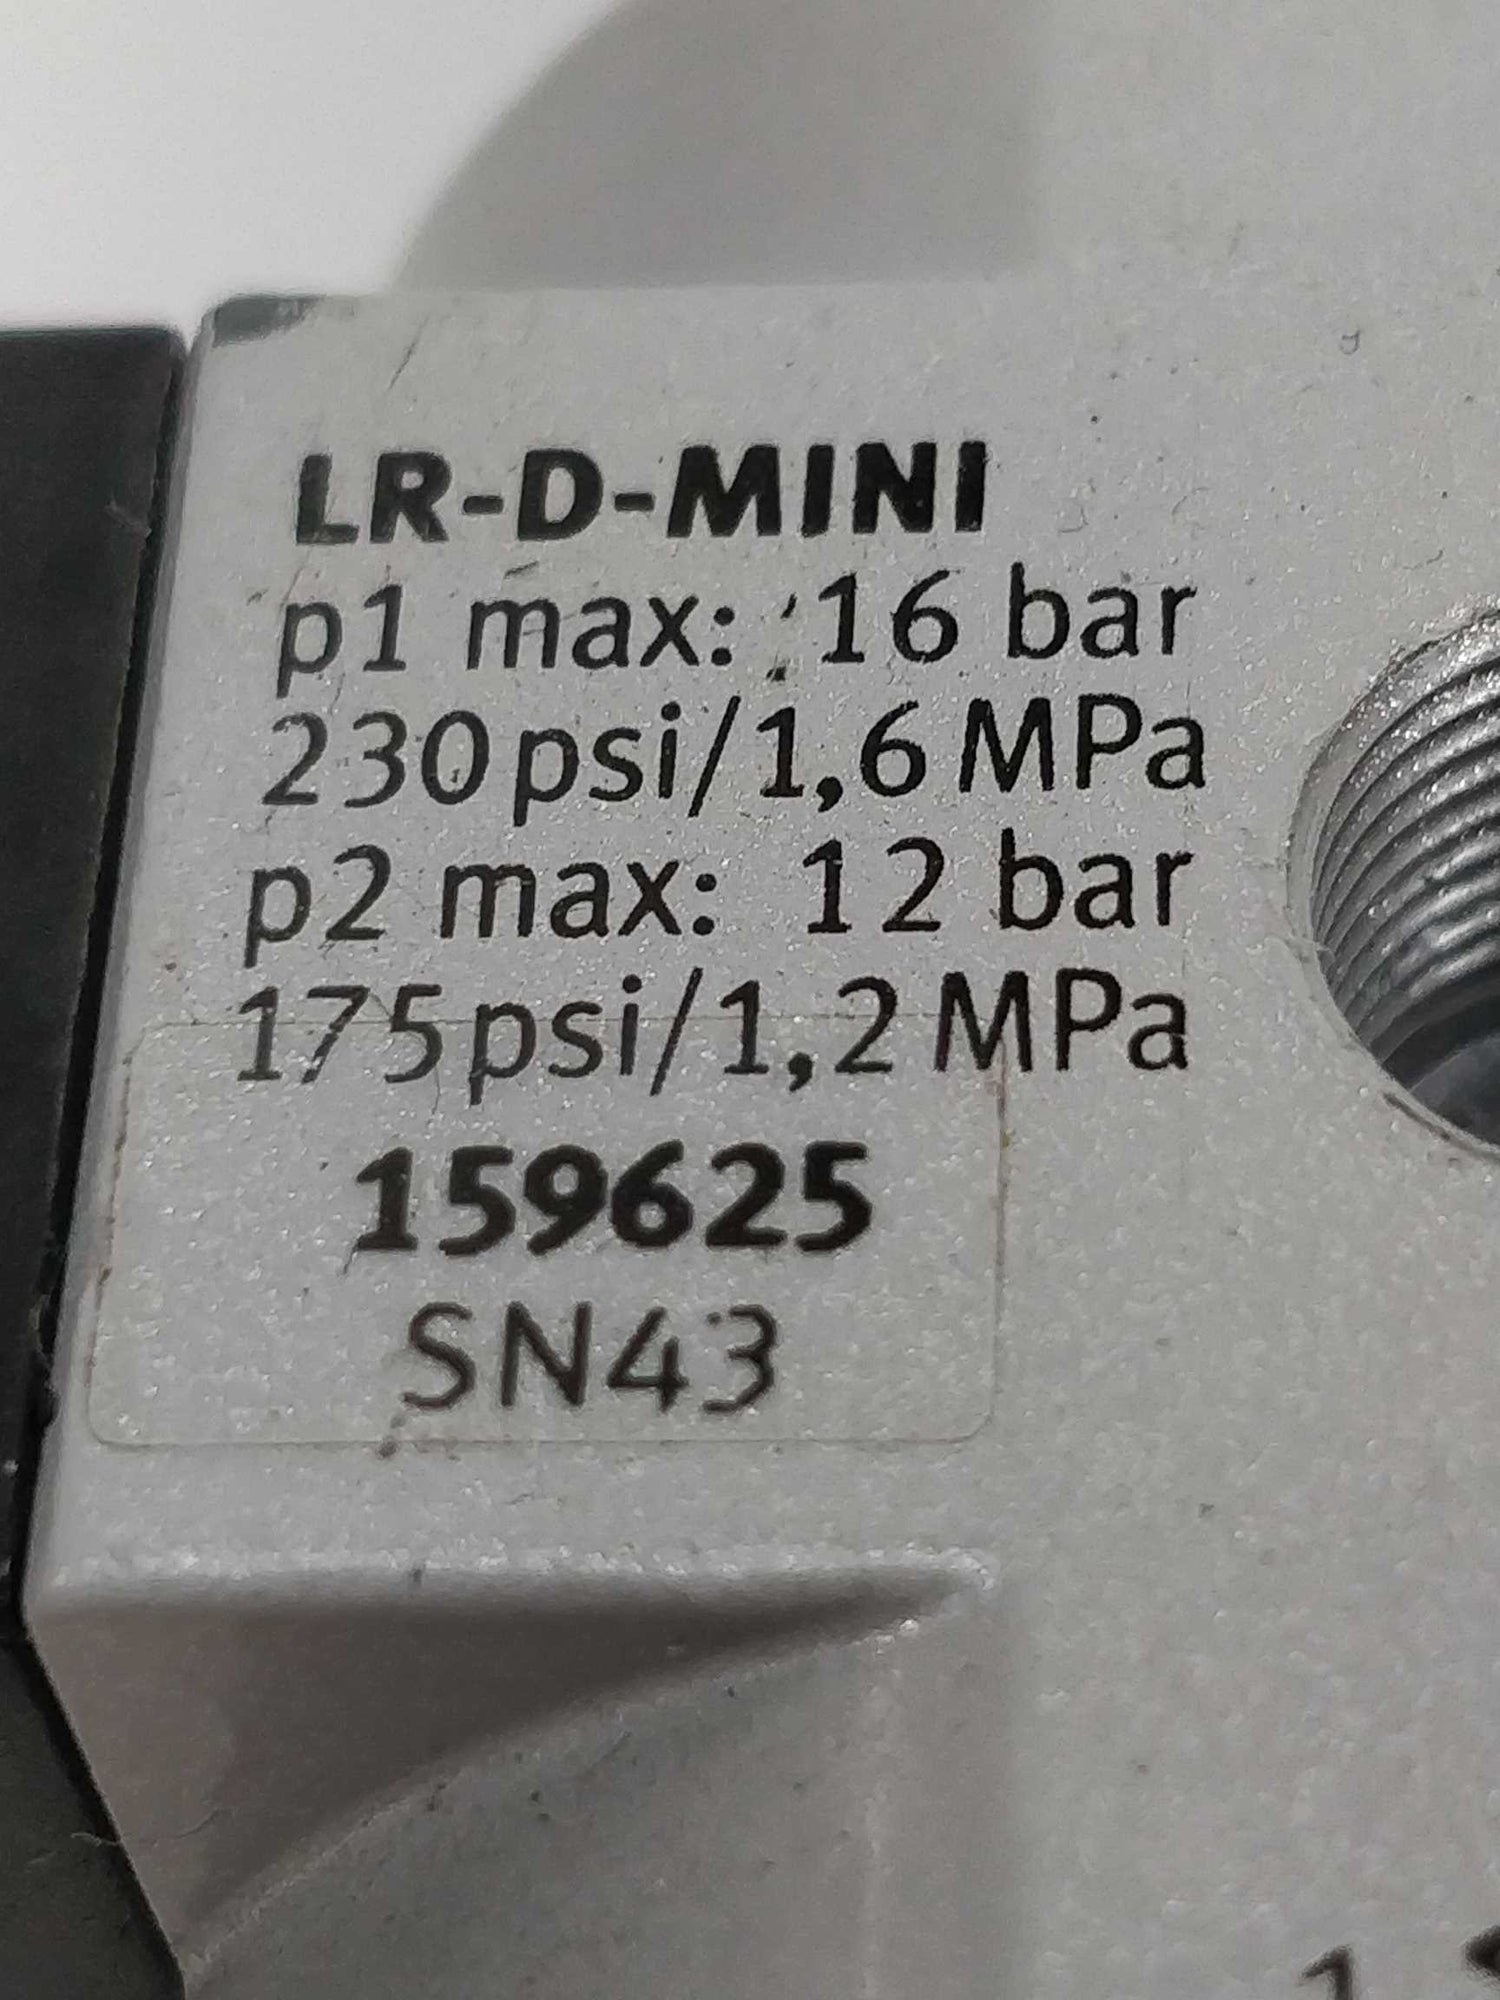 LR-D-MINI
p1 max: 16 bar
230 psi/1,6 MPa
p2 max: 12 bar
175 psi/1,2 MPa
159625
SN43
1